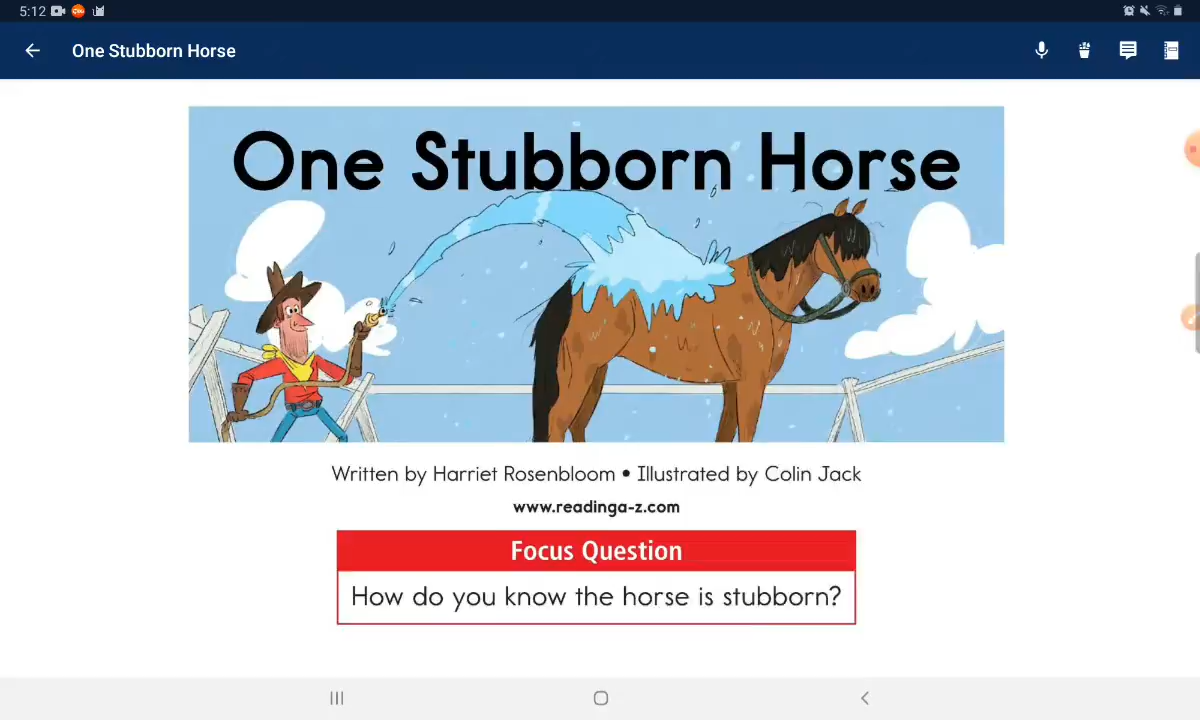 5:12
One Stubborn Horse
One Stubborn Horse
Written by Harriet Rosenbloom • Illustrated by Colin Jack
www.readinga-z.com
Focus Question
How do you know the horse is stubborn?